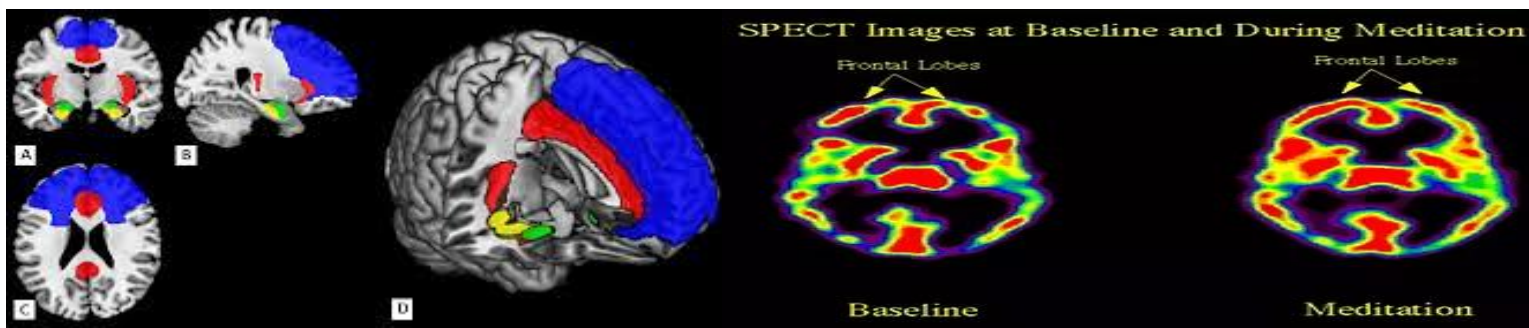 A
B
C
D
SPECT Images at Baseline and During Meditation
Frontal Lobes
Frontal Lobes
Baseline
Meditation